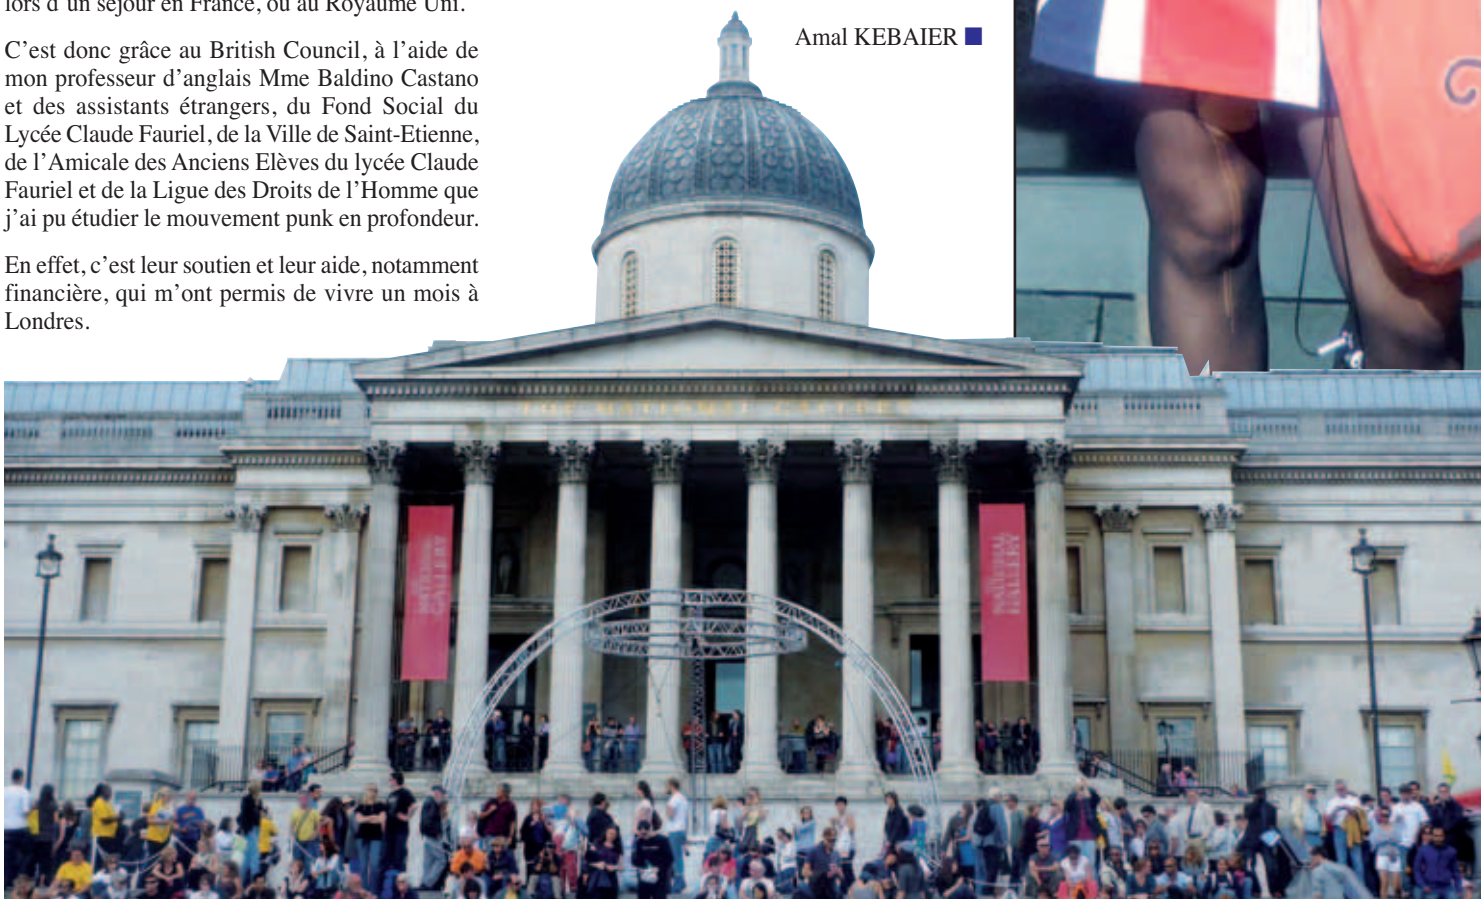 lors d'un séjour en France, ou au Royaume Uni.
C'est donc grâce au British Council, à l'aide de
mon professeur d'anglais Mme Baldino Castano
et des assistants étrangers, du Fond Social du
Lycée Claude Fauriel, de la Ville de Saint-Etienne,
de l'Amicale des Anciens Elèves du lycée Claude
Fauriel et de la Ligue des Droits de l'Homme que
j'ai pu étudier le mouvement punk en profondeur.
En effet, c'est leur soutien et leur aide, notamment
financière, qui m'ont permis de vivre un mois à
Londres.
Amal KEBAIER
THE NATIONAL GALLERY
NATIONAL
GALLERY
NATIONAL
GALLERY